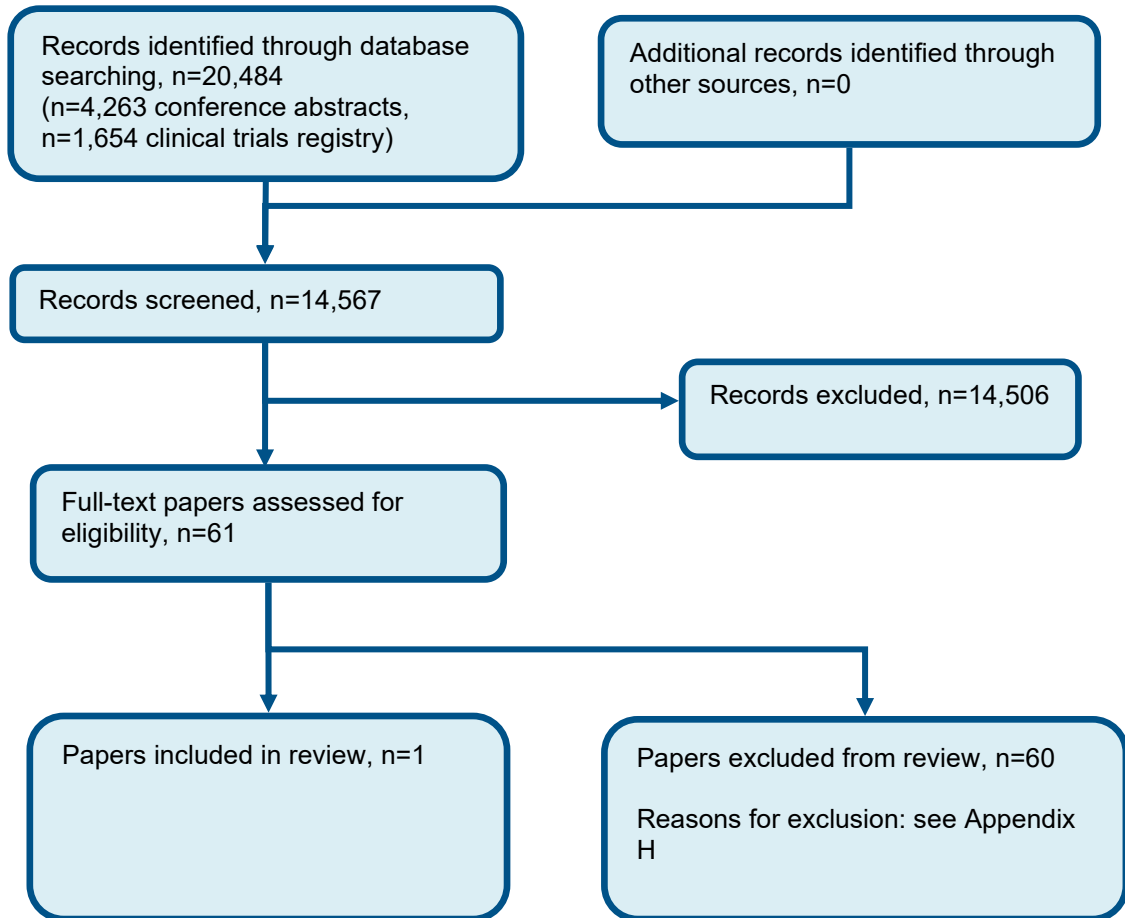 Records identified through database
searching, n=20,484
(n=4,263 conference abstracts,
n=1,654 clinical trials registry)
Additional records identified through
other sources, n=0
Records screened, n=14,567
Records excluded, n=14,506
Full-text papers assessed for
eligibility, n=61
Papers included in review, n=1
Papers excluded from review, n=60
Reasons for exclusion: see Appendix
H